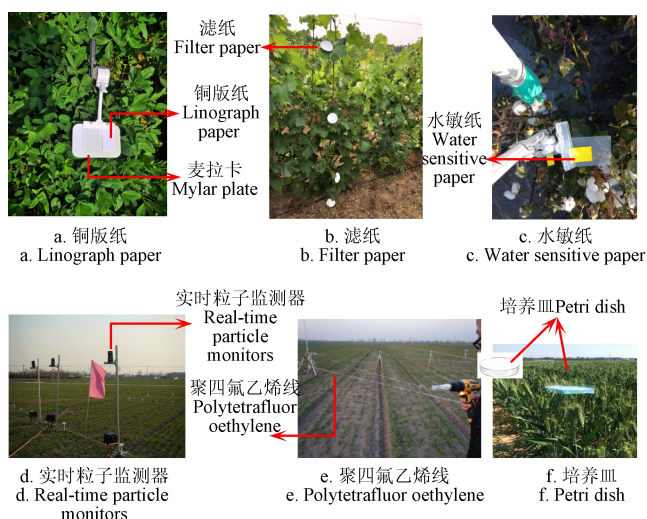 滤纸
Filter paper
铜版纸
Linograph
paper
麦拉卡
Mylar plate
水敏纸
Water
sensitive
paper
a. 铜版纸
a. Linograph paper
b. 滤纸
b. Filter paper
c. 水敏纸
c. Water sensitive paper
实时粒子监测器
Real-time
particle
monitors
聚四氟乙烯线
Polytetrafluor
oethylene
培养皿Petri dish
d. 实时粒子监测器
d. Real-time particle
monitors
e. 聚四氟乙烯线
e. Polytetrafluor oethylene
f. 培养皿
f. Petri dish